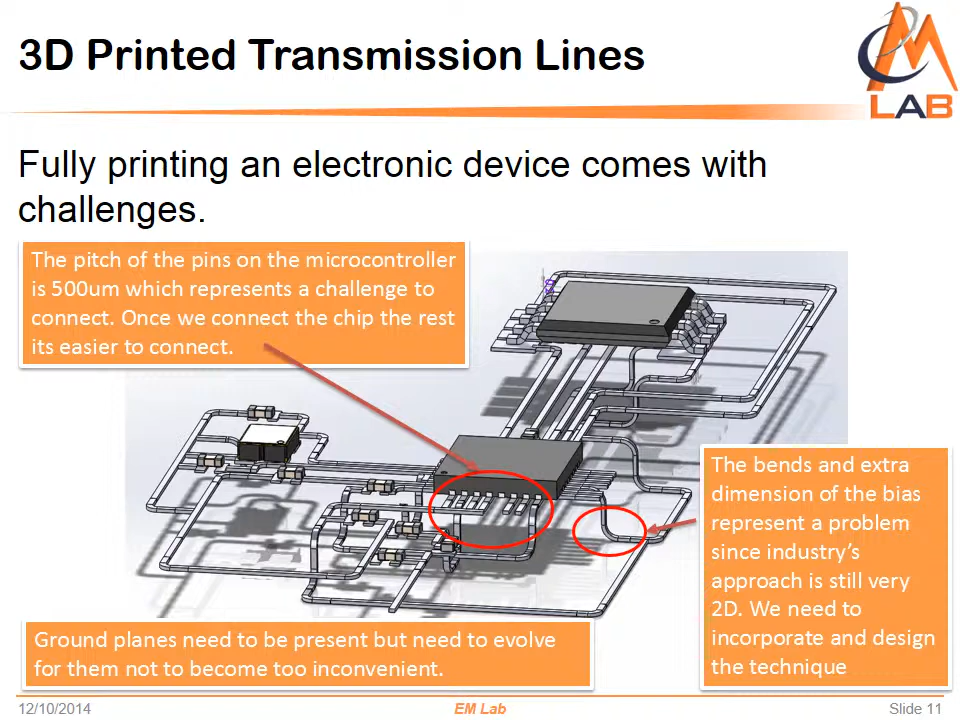 3D Printed Transmission Lines
M
LAB
Fully printing an electronic device comes with
challenges.
The pitch of the pins on the microcontroller
is 500um which represents a challenge to
connect. Once we connect the chip the rest
its easier to connect.
The bends and extra
dimension of the bias
represent a problem
since industry’s
approach is still very
2D. We need to
incorporate and design
the technique
Ground planes need to be present but need to evolve
for them not to become too inconvenient.
12/10/2014
EM Lab
Slide 11